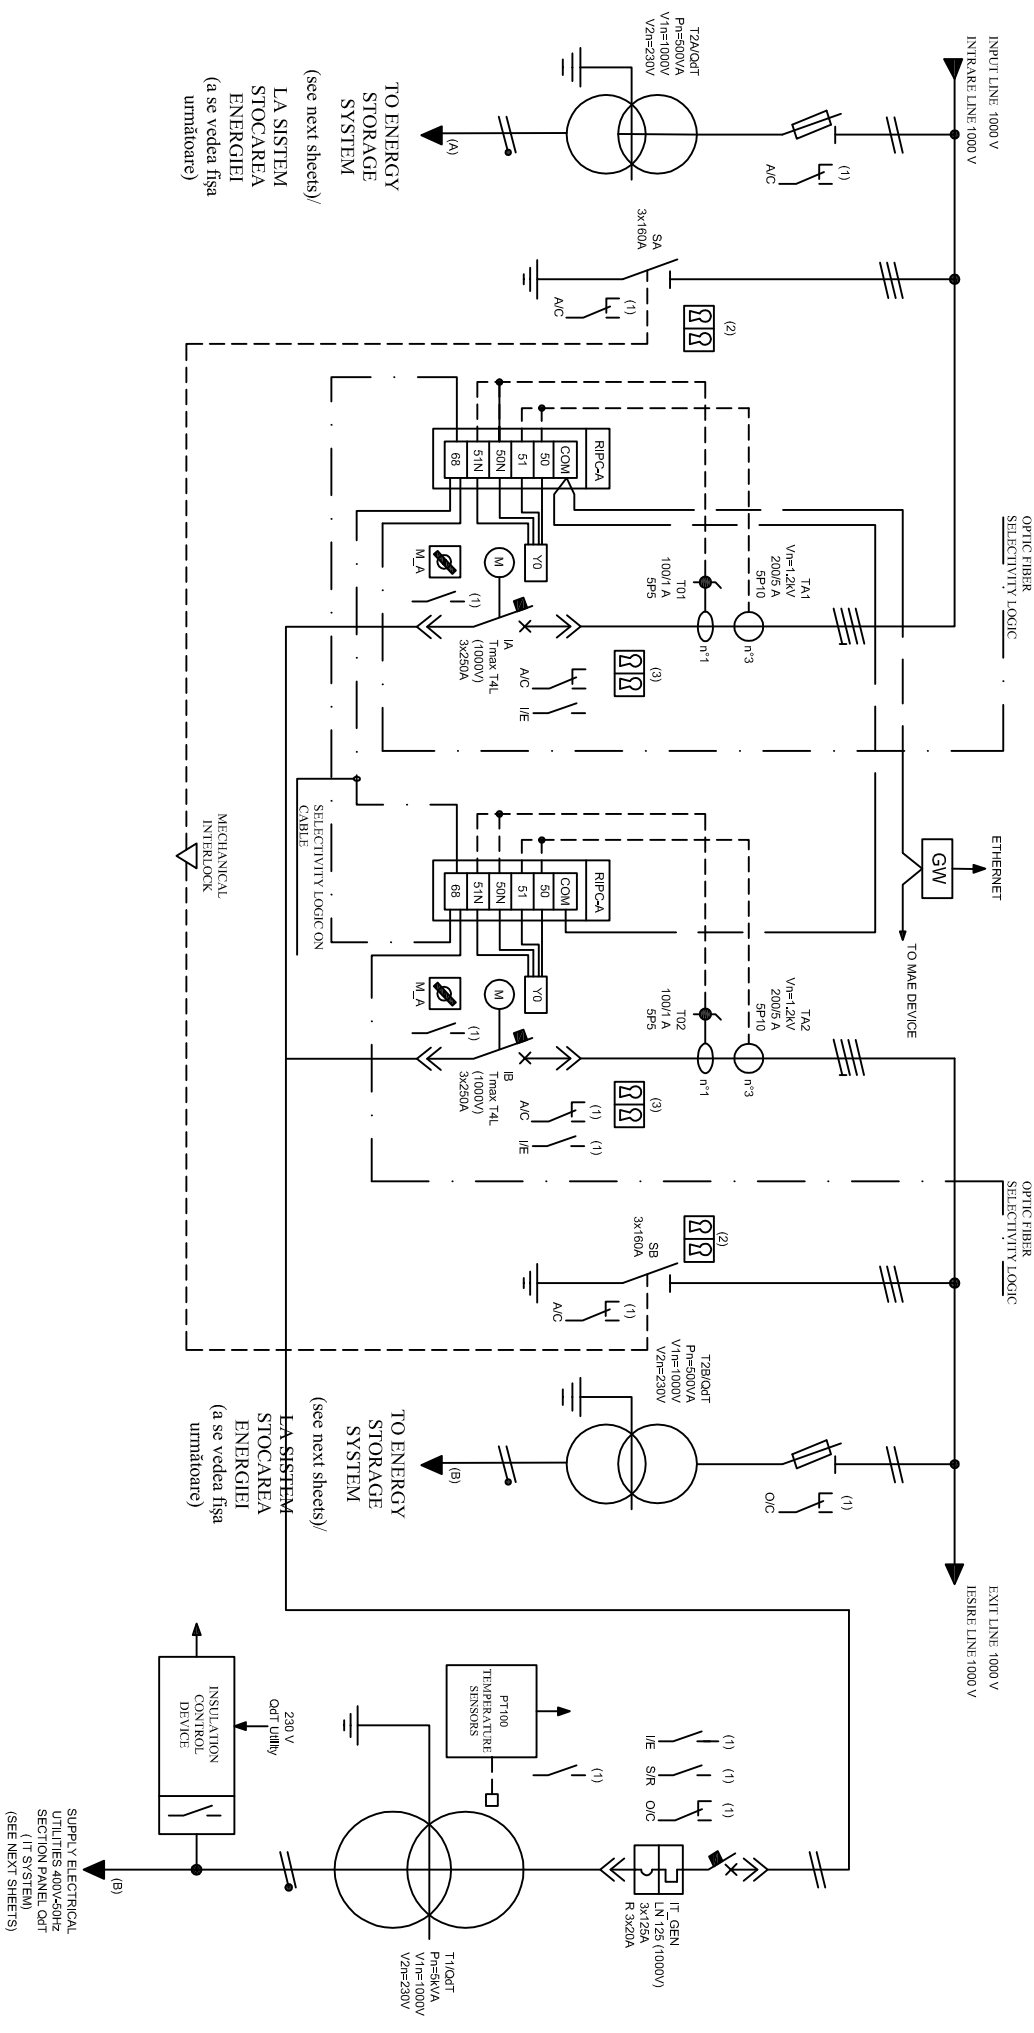 INPUT LINE 1000 V
INTRARE LINE 1000 V
T2A/QdT
Pn=500VA
V1n=1000V
V2n=230V
(1)
A/C
(A)
TO ENERGY
STORAGE
SYSTEM
(see next sheets)/
LA SISTEM
STOCAREA
ENERGIEI
(a se vedea fişa
următoare)
SA
3x160A
(1)
A/C
(2)
RIPC-A
COM
50
51
50N
51N
68
Y0
M
M_A
(1)
OPTIC FIBER
SELECTIVITY LOGIC
TA1
Vn=1.2kV
200/5 A
5P10
T01
100/1 A
5P5
n°3
n°1
IA
Tmax T4L
(1000V)
3x250A
(3)
A/C
I/E
MECHANICAL
INTERLOCK
SELECTIVITY LOGIC ON
CABLE
ETHERNET
GW
TO MAE DEVICE
RIPC-A
COM
50
51
50N
51N
68
Y0
M
M_A
(1)
TA2
Vn=1.2kV
200/5 A
5P10
T02
100/1 A
5P5
n°3
n°1
IB
Tmax T4L
(1000V)
3x250A
(3)
(1)
A/C
(1)
I/E
OPTIC FIBER
SELECTIVITY LOGIC
(2)
SB
3x160A
(1)
A/C
T2B/QdT
Pn=500VA
V1n=1000V
V2n=230V
(1)
O/C
(B)
TO ENERGY
STORAGE
SYSTEM
(see next sheets)/
LA SISTEM
STOCAREA
ENERGIEI
(a se vedea fişa
următoare)
EXIT LINE 1000 V
IESIRE LINE 1000 V
PT100
TEMPERATURE
SENSORS
(1)
(1)
I/E
(1)
S/R
(1)
O/C
IT_GEN
LN 125 (1000V)
3x125A
R 3x20A
230 V
QdT Utility
INSULATION
CONTROL
DEVICE
T1/QdT
Pn=5kVA
V1n=1000V
V2n=230V
(B)
SUPPLY ELECTRICAL
UTILITIES 400V-50Hz
SECTION PANEL QdT
( IT SYSTEM)
(SEE NEXT SHEETS)